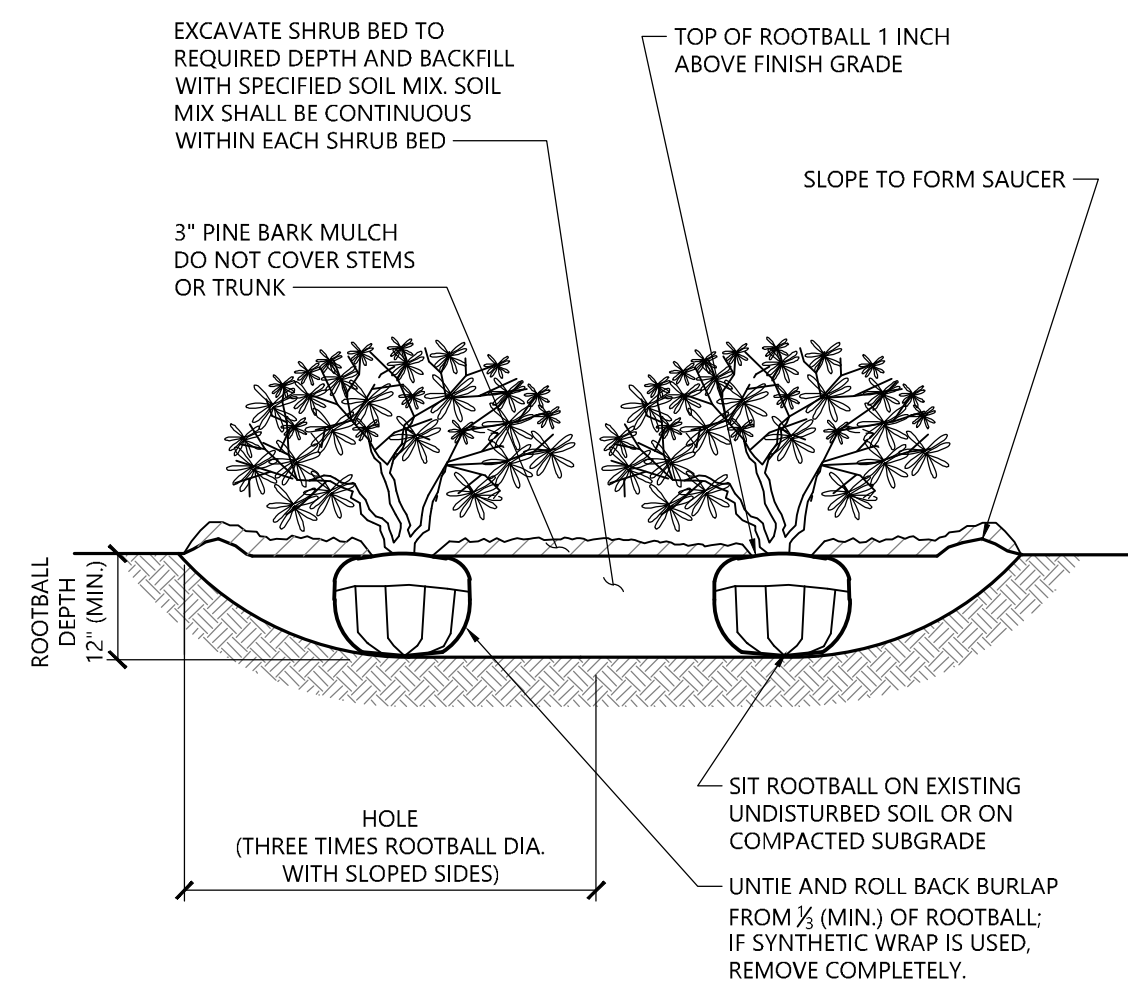 EXCAVATE SHRUB BED TO
REQUIRED DEPTH AND BACKFILL
WITH SPECIFIED SOIL MIX. SOIL
MIX SHALL BE CONTINUOUS
WITHIN EACH SHRUB BED
TOP OF ROOTBALL 1 INCH
ABOVE FINISH GRADE
SLOPE TO FORM SAUCER
3" PINE BARK MULCH
DO NOT COVER STEMS
OR TRUNK
ROOTBALL
DEPTH
12" (MIN.)
HOLE
(THREE TIMES ROOTBALL DIA.
WITH SLOPED SIDES)
SIT ROOTBALL ON EXISTING
UNDISTURBED SOIL OR ON
COMPACTED SUBGRADE
UNTIE AND ROLL BACK BURLAP
FROM ⅓ (MIN.) OF ROOTBALL;
IF SYNTHETIC WRAP IS USED,
REMOVE COMPLETELY.